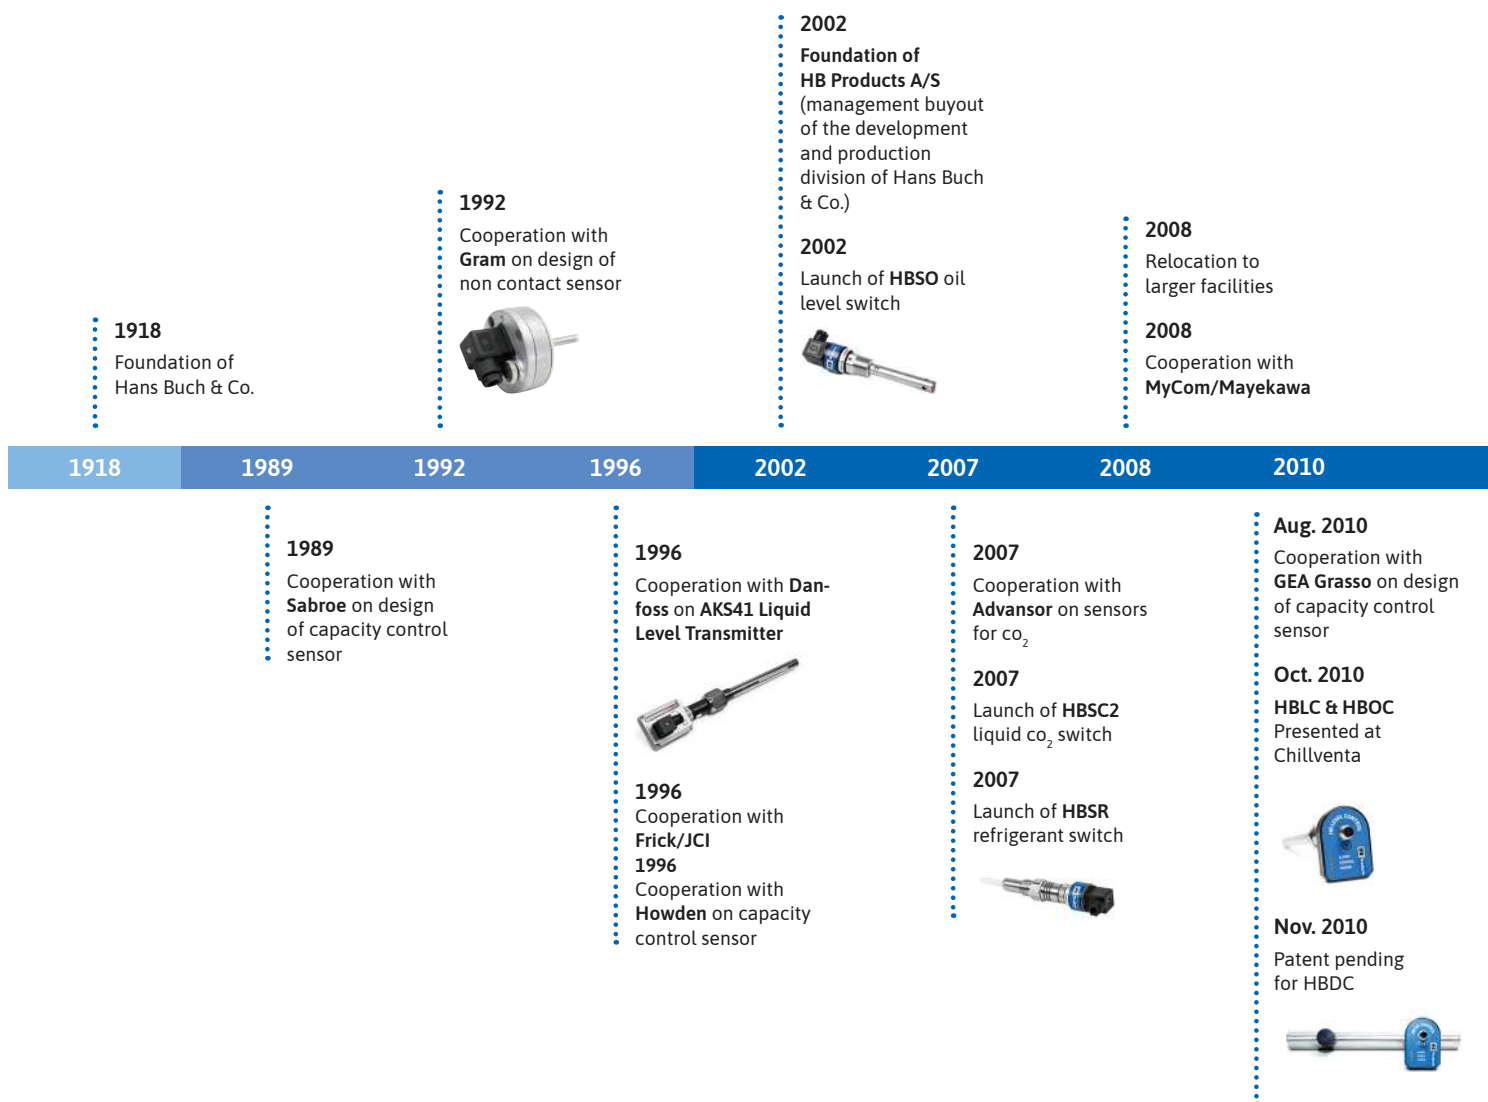 2002
Foundation of
HB Products A/S
(management buyout
of the development
and production
division of Hans Buch
& Co.)
2002
Launch of HBSO oil
level switch
1992
Cooperation with
Gram on design of
non contact sensor
2008
Relocation to
larger facilities
2008
Cooperation with
MyCom/Mayekawa
1918
Foundation of
Hans Buch & Co.
1918 1989 1992 1996 2002 2007 2008 2010
1989
Cooperation with
Sabroe on design
of capacity control
sensor
1996
Cooperation with Dan-
foss on AKS41 Liquid
Level Transmitter
1996
Cooperation with
Frick/JCI
1996
Cooperation with
Howden on capacity
control sensor
2007
Cooperation with
Advansor on sensors
for co₂
2007
Launch of HBSC2
liquid co₂ switch
2007
Launch of HBSR
refrigerant switch
Aug. 2010
Cooperation with
GEA Grasso on design
of capacity control
sensor
Oct. 2010
HBLC & HBOC
Presented at
Chillventa
Nov. 2010
Patent pending
for HBDC